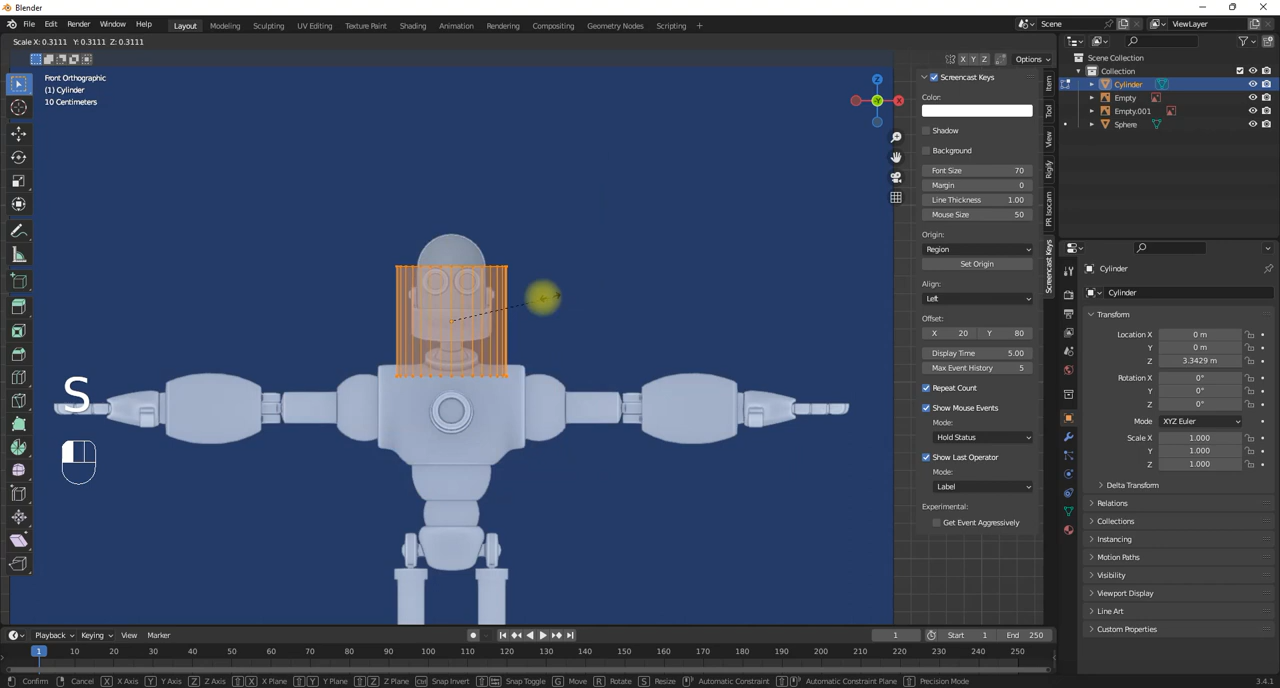 Blender
File Edit Render Window Help Layout Modeling Sculpting UV Editing Texture Paint Shading Animation Rendering Compositing Geometry Nodes Scripting + Scene ViewLayer
Scale X: 0.3111 Y: 0.3111 Z: 0.3111
X Y Z Options
Front Orthographic
(1) Cylinder
10 Centimeters
Z
X
Y
S
Screencast Keys
Color:
Shadow
Background
Font Size 70
Margin 0
Line Thickness 1.00
Mouse Size 50
Origin:
Region
Set Origin
Align:
Left
Offset:
X 20 Y 80
Display Time 5.00
Max Event History 5
Repeat Count
Show Mouse Events
Mode:
Hold Status
Show Last Operator
Mode:
Label
Experimental:
Get Event Aggressively
Item
Tool
View
Rigify
PR Isocam
Screencast Keys
Scene Collection
Collection
Cylinder
Empty
Empty.001
Sphere
Cylinder
Cylinder
Transform
Location X 0 m
Y 0 m
Z 3.3429 m
Rotation X 0°
Y 0°
Z 0°
Mode XYZ Euler
Scale X 1.000
Y 1.000
Z 1.000
Delta Transform
Relations
Collections
Instancing
Motion Paths
Visibility
Viewport Display
Line Art
Custom Properties
Playback Keying View Marker 1 Start 1 End 250
1 10 20 30 40 50 60 70 80 90 100 110 120 130 140 150 160 170 180 190 200 210 220 230 240 250
Confirm Cancel X X Axis Y Y Axis Z Z Axis X X Plane Y Y Plane Z Z Plane Ctrl Snap Invert Snap Toggle G Move R Rotate S Resize Automatic Constraint Automatic Constraint Plane Precision Mode 3.4.1